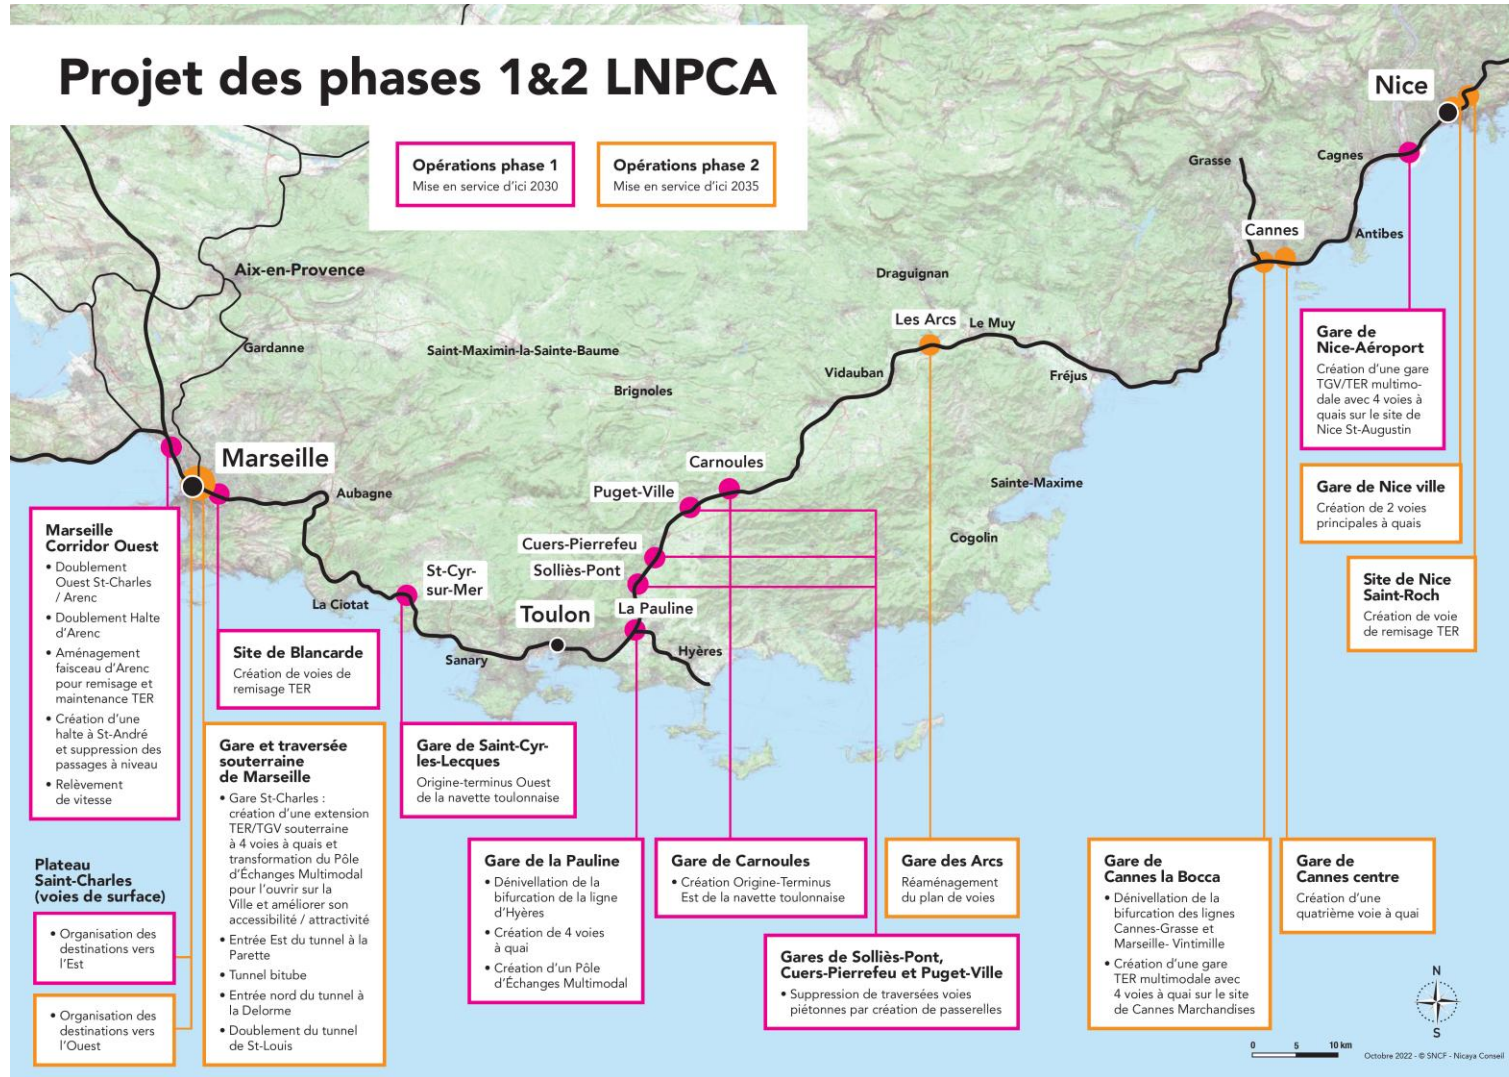 Projet des phases 1&2 LNPCA
Opérations phase 1
Mise en service d'ici 2030
Opérations phase 2
Mise en service d'ici 2035
Nice
Grasse
Cagnes
Cannes
Antibes
Aix-en-Provence
Draguignan
Les Arcs
Le Muy
Gardanne
Saint-Maximin-la-Sainte-Baume
Vidauban
Fréjus
Brignoles
Marseille
Carnoules
Aubagne
Puget-Ville
Sainte-Maxime
Cuers-Pierrefeu
Cogolin
Solliès-Pont
St-Cyr-
sur-Mer
La Ciotat
Toulon
La Pauline
Sanary
Hyères
Marseille
Corridor Ouest
• Doublement
Ouest St-Charles
/ Arenc
• Doublement Halte
d'Arenc
• Aménagement
faisceau d'Arenc
pour remisage et
maintenance TER
• Création d'une
halte à St-André
et suppression des
passages à niveau
• Relèvement
de vitesse
Plateau
Saint-Charles
(voies de surface)
• Organisation des
destinations vers
l'Est
• Organisation des
destinations vers
l'Ouest
Site de Blancarde
Création de voies de
remisage TER
Gare et traversée
souterraine
de Marseille
• Gare St-Charles :
création d'une extension
TER/TGV souterraine
à 4 voies à quais et
transformation du Pôle
d'Échanges Multimodal
pour l'ouvrir sur la
Ville et améliorer son
accessibilité / attractivité
• Entrée Est du tunnel à la
Parette
• Tunnel bitube
• Entrée nord du tunnel à
la Delorme
• Doublement du tunnel
de St-Louis
Gare de Saint-Cyr-
les-Lecques
Origine-terminus Ouest
de la navette toulonnaise
Gare de la Pauline
• Dénivellation de la
bifurcation de la ligne
d'Hyères
• Création de 4 voies
à quai
• Création d'un Pôle
d'Échanges Multimodal
Gare de Carnoules
• Création Origine-Terminus
Est de la navette toulonnaise
Gares de Solliès-Pont,
Cuers-Pierrefeu et Puget-Ville
• Suppression de traversées voies
piétonnes par création de passerelles
Gare des Arcs
Réaménagement
du plan de voies
Gare de
Cannes la Bocca
• Dénivellation de la
bifurcation des lignes
Cannes-Grasse et
Marseille- Vintimille
• Création d'une gare
TER multimodale avec
4 voies à quai sur le site
de Cannes Marchandises
Gare de
Cannes centre
Création d'une
quatrième voie à quai
Gare de
Nice-Aéroport
Création d'une gare
TGV/TER multimo-
dale avec 4 voies à
quais sur le site de
Nice St-Augustin
Gare de Nice ville
Création de 2 voies
principales à quais
Site de Nice
Saint-Roch
Création de voie
de remisage TER
N
S
0 5 10 km
Octobre 2022 - © SNCF - Nicaya Conseil